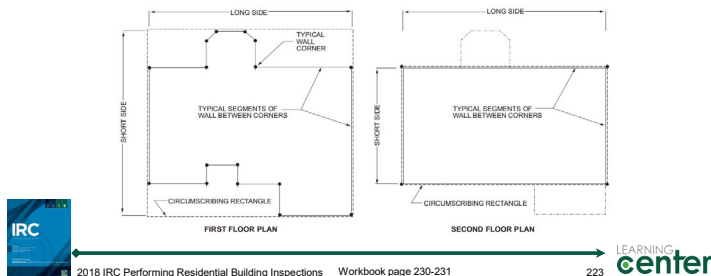 LONG SIDE
TYPICAL
WALL
CORNER
SHORT SIDE
TYPICAL SEGMENTS OF
WALL BETWEEN CORNERS
CIRCUMSCRIBING RECTANGLE
FIRST FLOOR PLAN
LONG SIDE
SHORT SIDE
TYPICAL SEGMENTS OF
WALL BETWEEN CORNERS
CIRCUMSCRIBING RECTANGLE
SECOND FLOOR PLAN
IRC
2018 IRC Performing Residential Building Inspections Workbook page 230-231
223
LEARNING
center